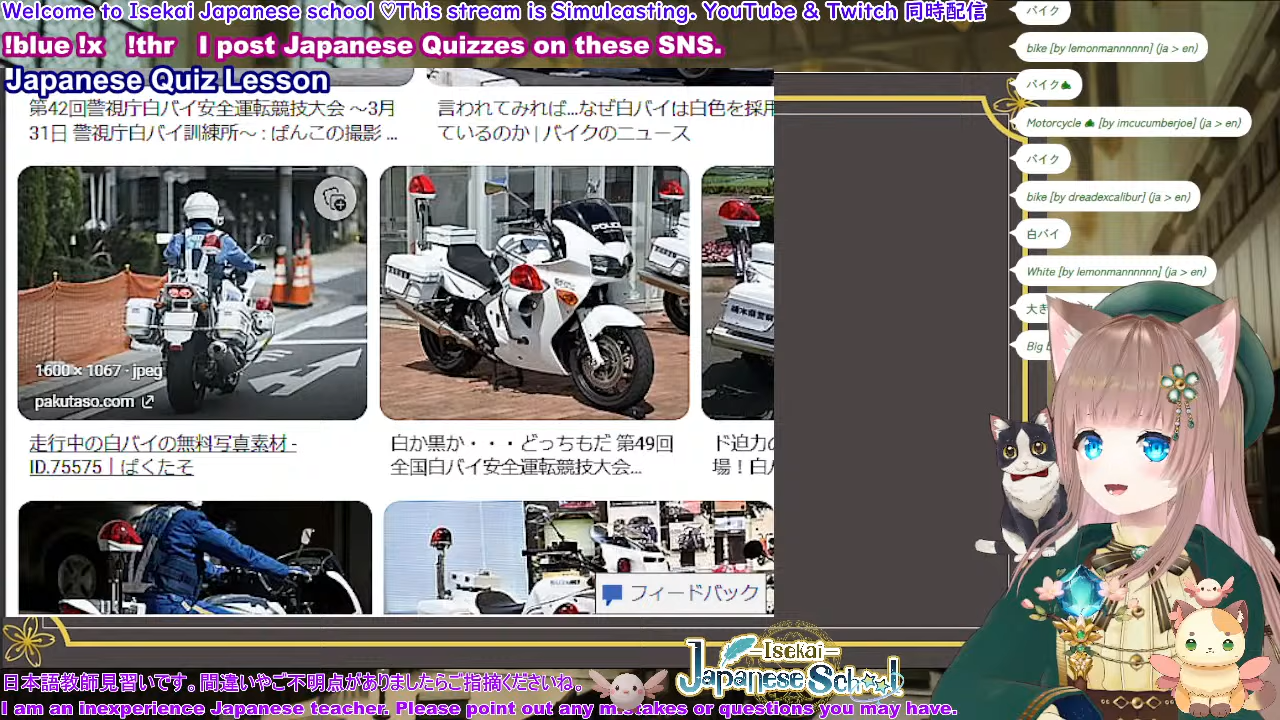 Welcome to Isekai Japanese school ♡This stream is Simulcasting. YouTube & Twitch 同時配信
!blue !x !thr I post Japanese Quizzes on these SNS.
Japanese Quiz Lesson
第42回警視庁白バイ安全運転競技大会 ～3月
31日 警視庁白バイ訓練所～ : ぱんこの撮影 ...
言われてみれば...なぜ白バイは白色を採用
ているのか | バイクのニュース
POLICE
1600 × 1067 · jpeg
pakutaso.com
走行中の白バイの無料写真素材 -
ID.75575｜ぱくたそ
白か黒か・・・どっちもだ 第49回
全国白バイ安全運転競技大会...
ド迫力の
場！白バ
フィードバック
バイク
bike [by lemonmannnnnn] (ja > en)
バイク
Motorcycle [by imcucumberjoe] (ja > en)
バイク
bike [by dreadexcalibur] (ja > en)
白バイ
White [by lemonmannnnnn] (ja > en)
大き
Big
Isekai
Japanese School
日本語教師見習いです。間違いやご不明点がありましたらご指摘くださいね。
I am an inexperience Japanese teacher. Please point out any mistakes or questions you may have.